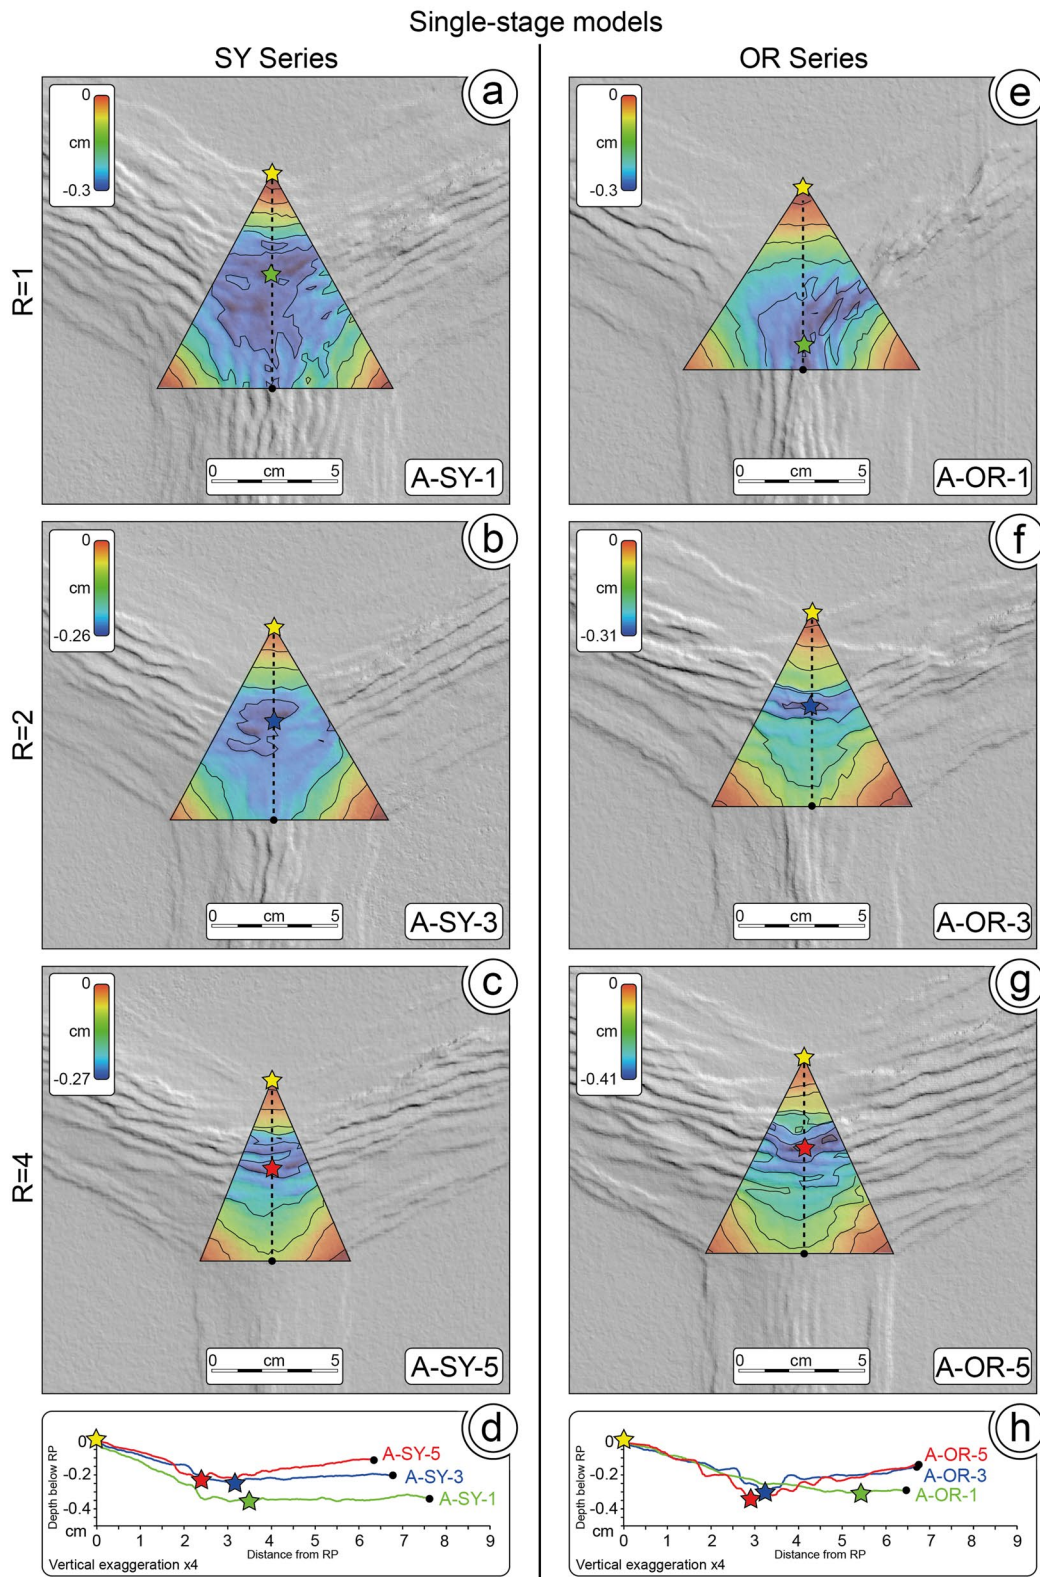 Single-stage models
SY Series
OR Series
R=1
0
cm
-0.3
a
0 cm 5
A-SY-1
0
cm
-0.3
e
0 cm 5
A-OR-1
R=2
0
cm
-0.26
b
0 cm 5
A-SY-3
0
cm
-0.31
f
0 cm 5
A-OR-3
R=4
0
cm
-0.27
c
0 cm 5
A-SY-5
0
cm
-0.41
g
0 cm 5
A-OR-5
d
Depth below RP
0
-0.2
-0.4
cm
A-SY-5
A-SY-3
A-SY-1
0 1 2 3 4 5 6 7 8 9
Distance from RP
Vertical exaggeration x4
h
Depth below RP
0
-0.2
-0.4
cm
A-OR-5
A-OR-3
A-OR-1
0 1 2 3 4 5 6 7 8 9
Distance from RP
Vertical exaggeration x4